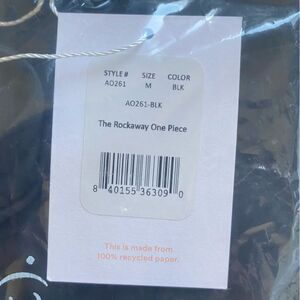 STYLE # SIZE COLOR
AO261 M BLK
AO261-BLK
The Rockaway One Piece
8 40155 36309 0
This is made from
100% recycled paper.